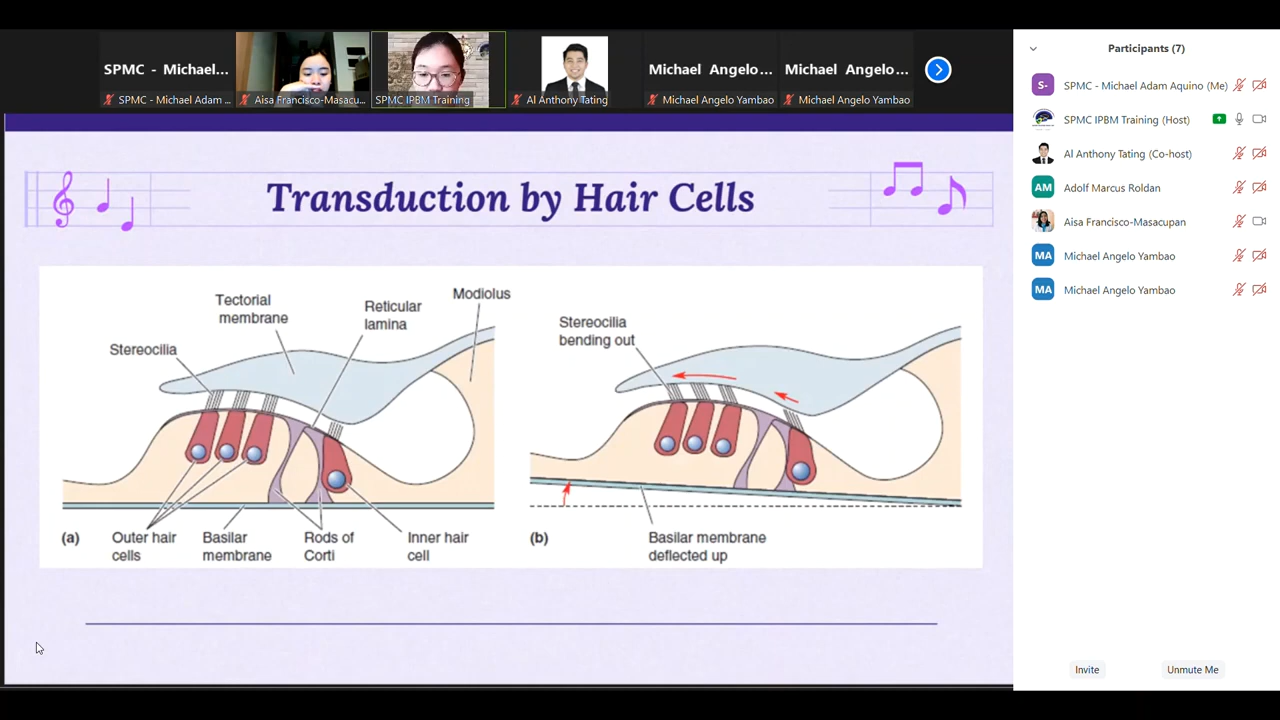 SPMC - Michael...
SPMC - Michael Adam ...
Aisa Francisco-Masacu...
SPMC IPBM Training
Al Anthony Tating
Michael Angelo...
Michael Angelo Yambao
Michael Angelo...
Michael Angelo Yambao
Participants (7)
S-
SPMC - Michael Adam Aquino (Me)
SPMC IPBM Training (Host)
Al Anthony Tating (Co-host)
AM
Adolf Marcus Roldan
Aisa Francisco-Masacupan
MA
Michael Angelo Yambao
MA
Michael Angelo Yambao
Invite
Unmute Me
Transduction by Hair Cells
Tectorial
membrane
Reticular
lamina
Modiolus
Stereocilia
(a)
Outer hair
cells
Basilar
membrane
Rods of
Corti
Inner hair
cell
Stereocilia
bending out
(b)
Basilar membrane
deflected up